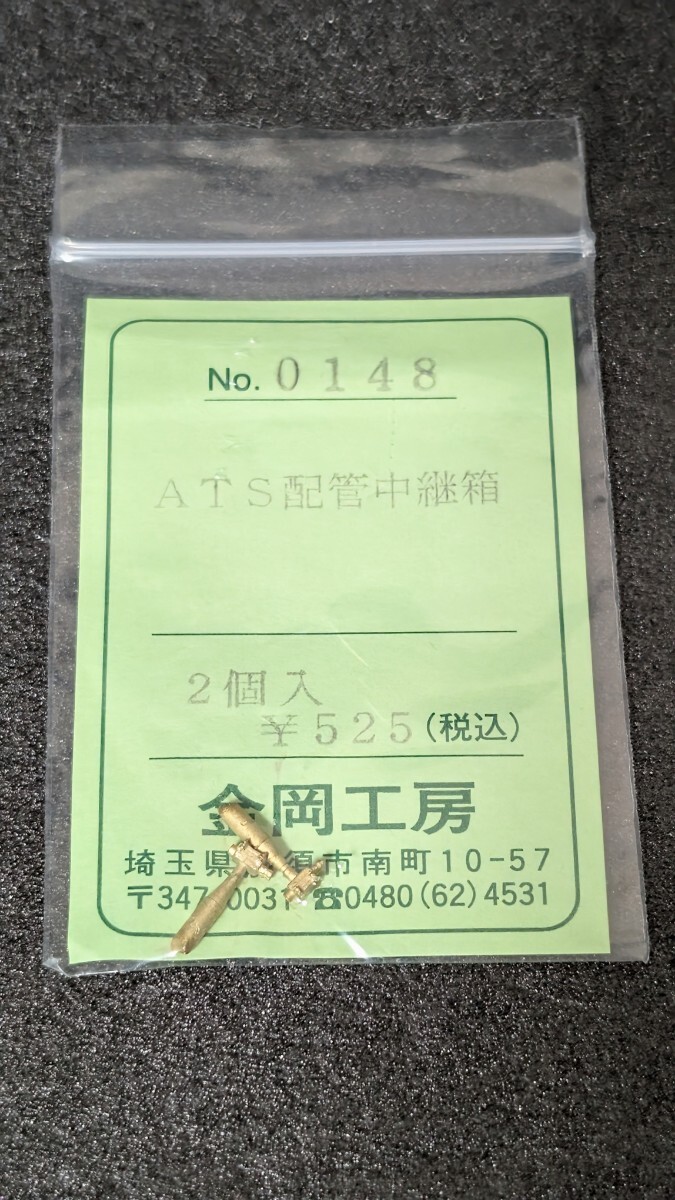 No. 0148
ATS配管中継箱
2個入
¥525(税込)
金岡工房
埼玉県 須市南町10-57
〒347-0031 ☎0480(62)4531